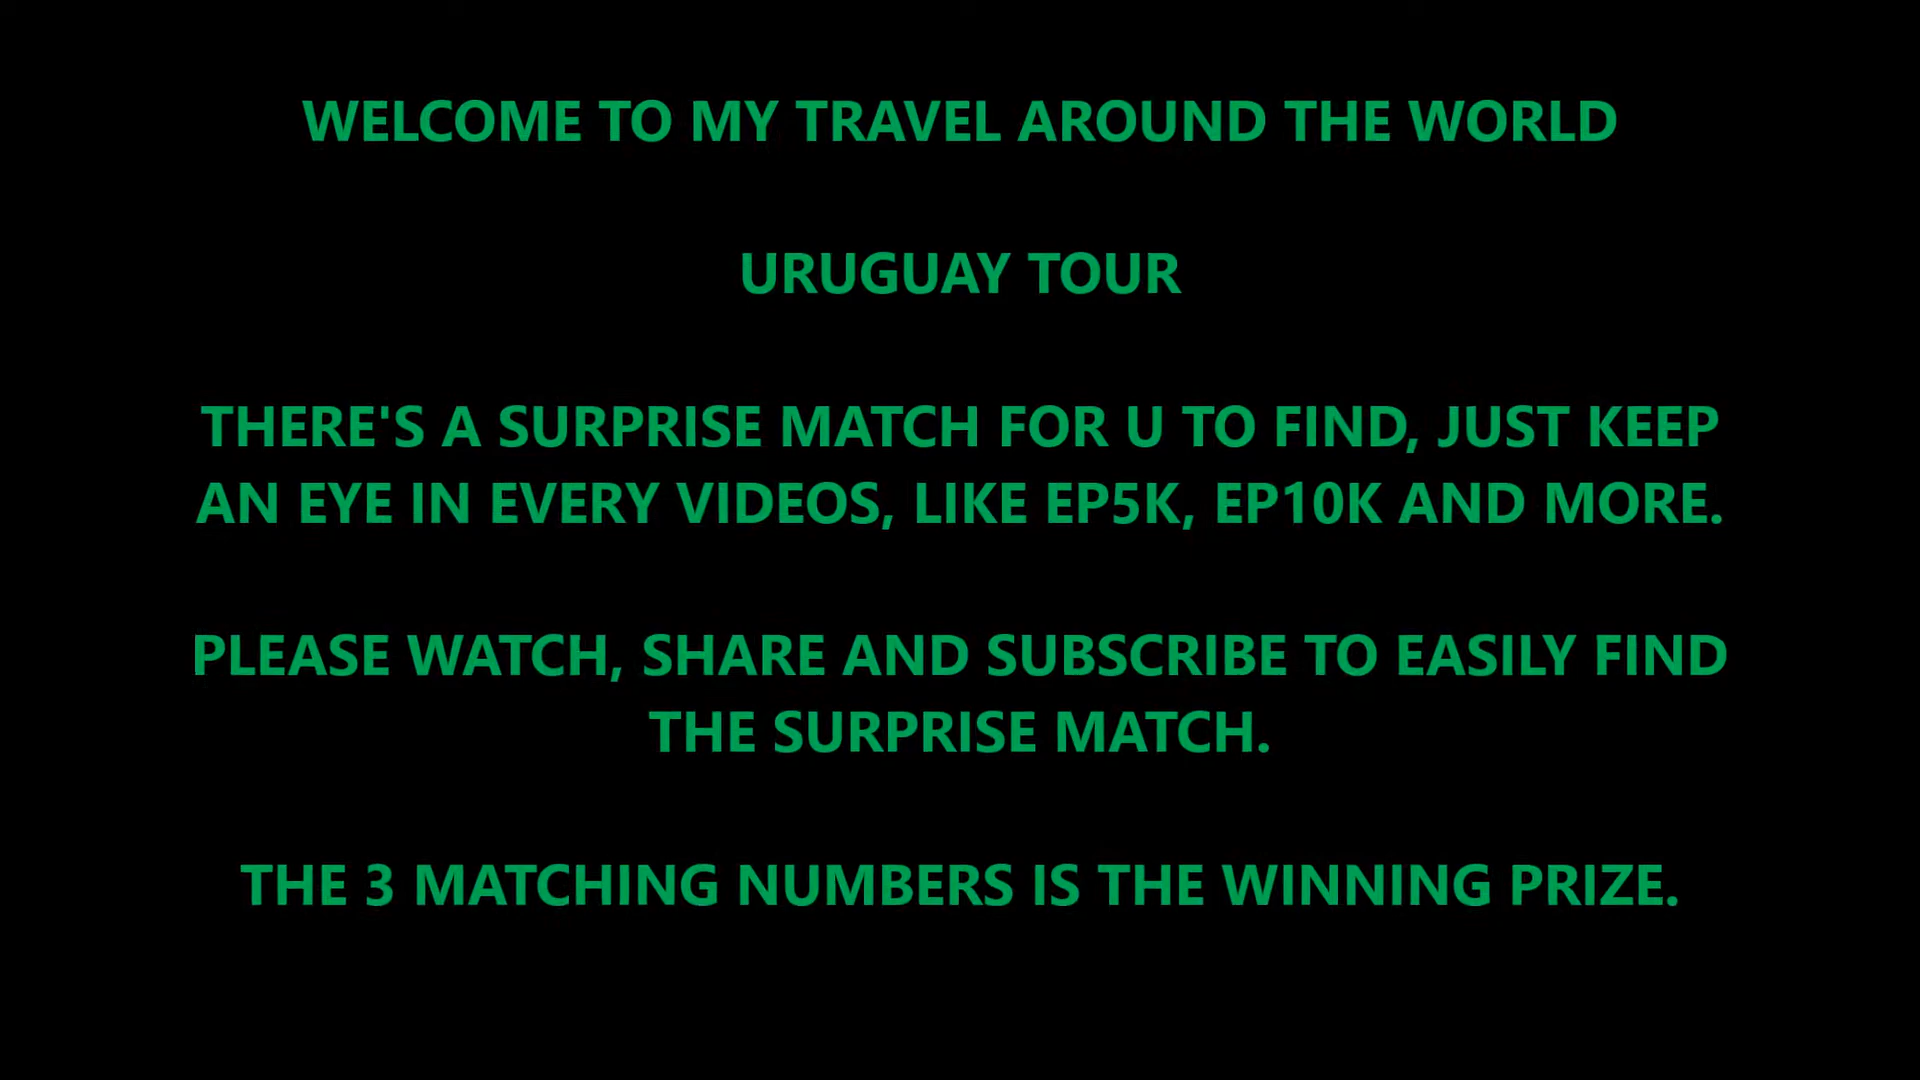 WELCOME TO MY TRAVEL AROUND THE WORLD
URUGUAY TOUR
THERE'S A SURPRISE MATCH FOR U TO FIND, JUST KEEP
AN EYE IN EVERY VIDEOS, LIKE EP5K, EP10K AND MORE.
PLEASE WATCH, SHARE AND SUBSCRIBE TO EASILY FIND
THE SURPRISE MATCH.
THE 3 MATCHING NUMBERS IS THE WINNING PRIZE.